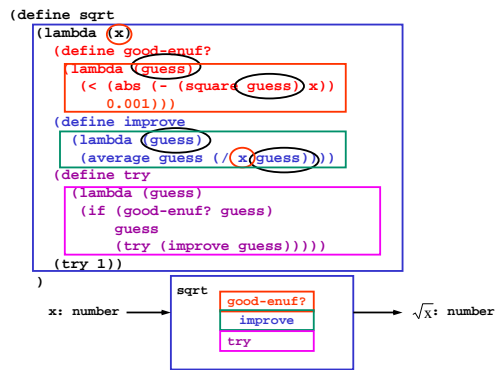 (define sqrt
(lambda (x)
(define good-enuf?
(lambda (guess)
(< (abs (- (square guess) x))
0.001)))
(define improve
(lambda (guess)
(average guess (/ x guess))))
(define try
(lambda (guess)
(if (good-enuf? guess)
guess
(try (improve guess)))))
(try 1))
)
sqrt
good-enuf?
improve
try
x: number
√x: number